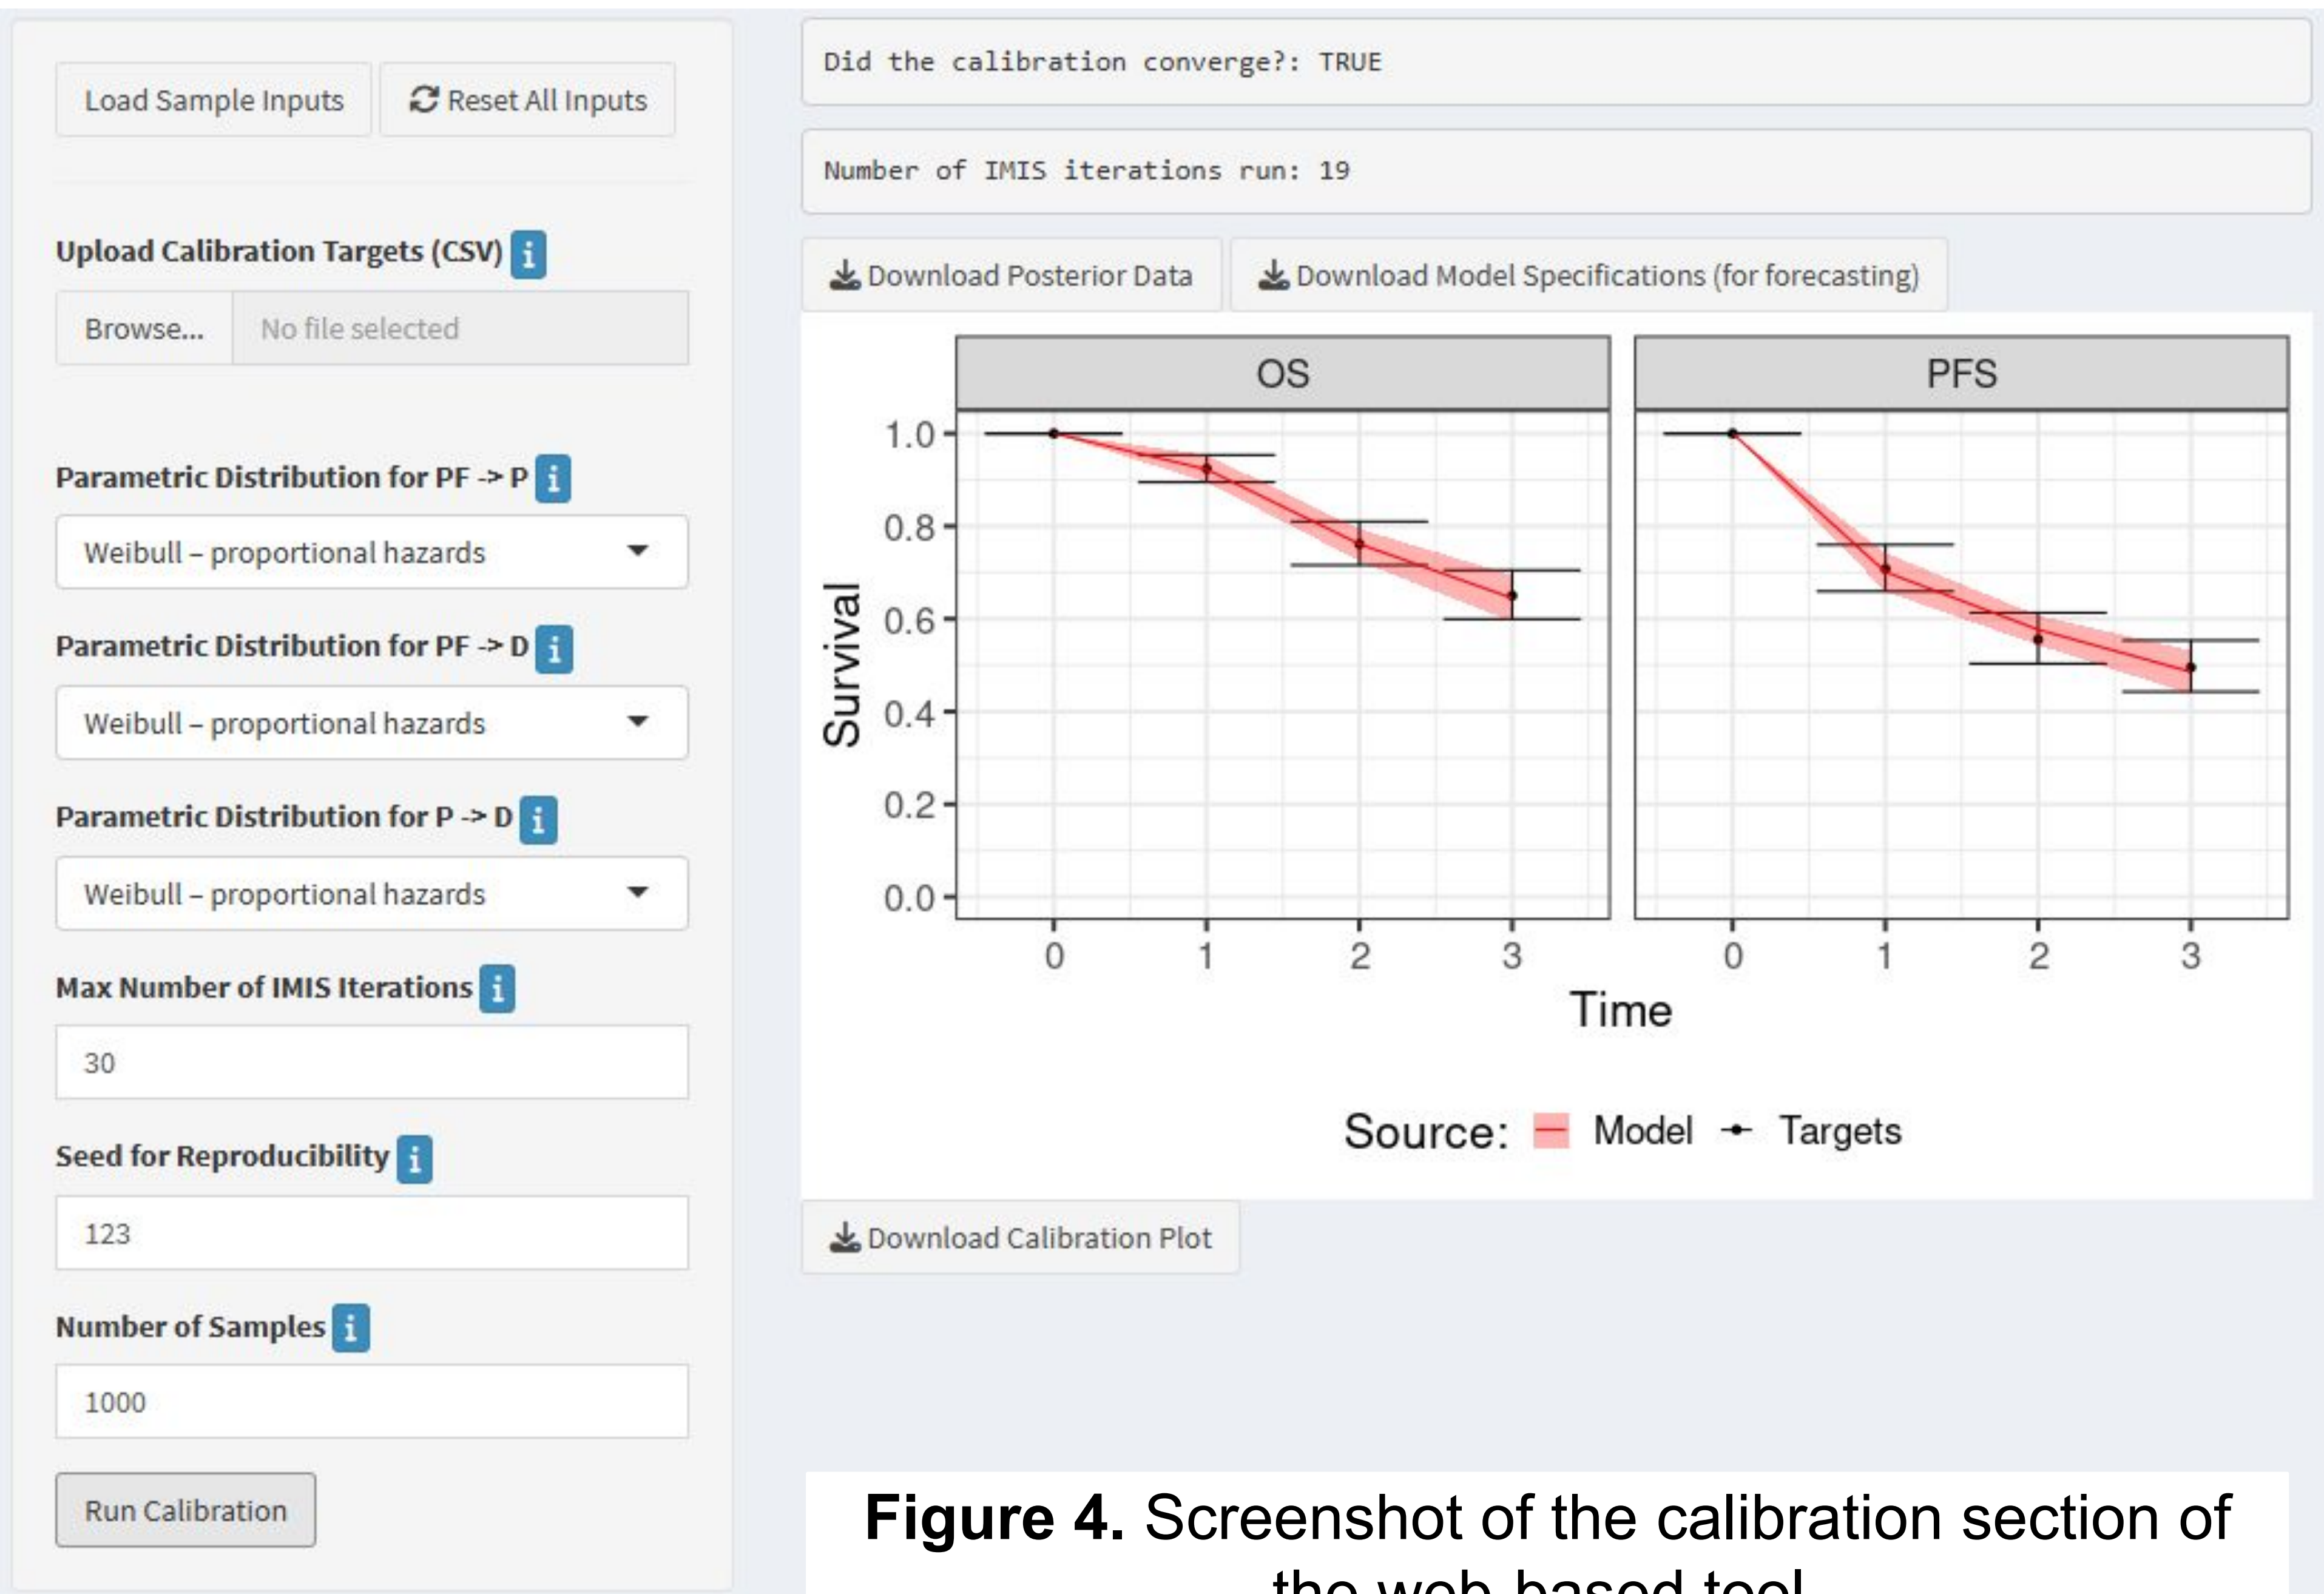 Load Sample Inputs
Reset All Inputs
Upload Calibration Targets (CSV) i
Browse...
No file selected
Parametric Distribution for PF -> P i
Weibull – proportional hazards
Parametric Distribution for PF -> D i
Weibull – proportional hazards
Parametric Distribution for P -> D i
Weibull – proportional hazards
Max Number of IMIS Iterations i
30
Seed for Reproducibility i
123
Number of Samples i
1000
Run Calibration
Did the calibration converge?: TRUE
Number of IMIS iterations run: 19
Download Posterior Data
Download Model Specifications (for forecasting)
OS
PFS
Survival
1.0
0.8
0.6
0.4
0.2
0.0
0 1 2 3
0 1 2 3
Time
Source: Model Targets
Download Calibration Plot
Figure 4. Screenshot of the calibration section of
the web-based tool